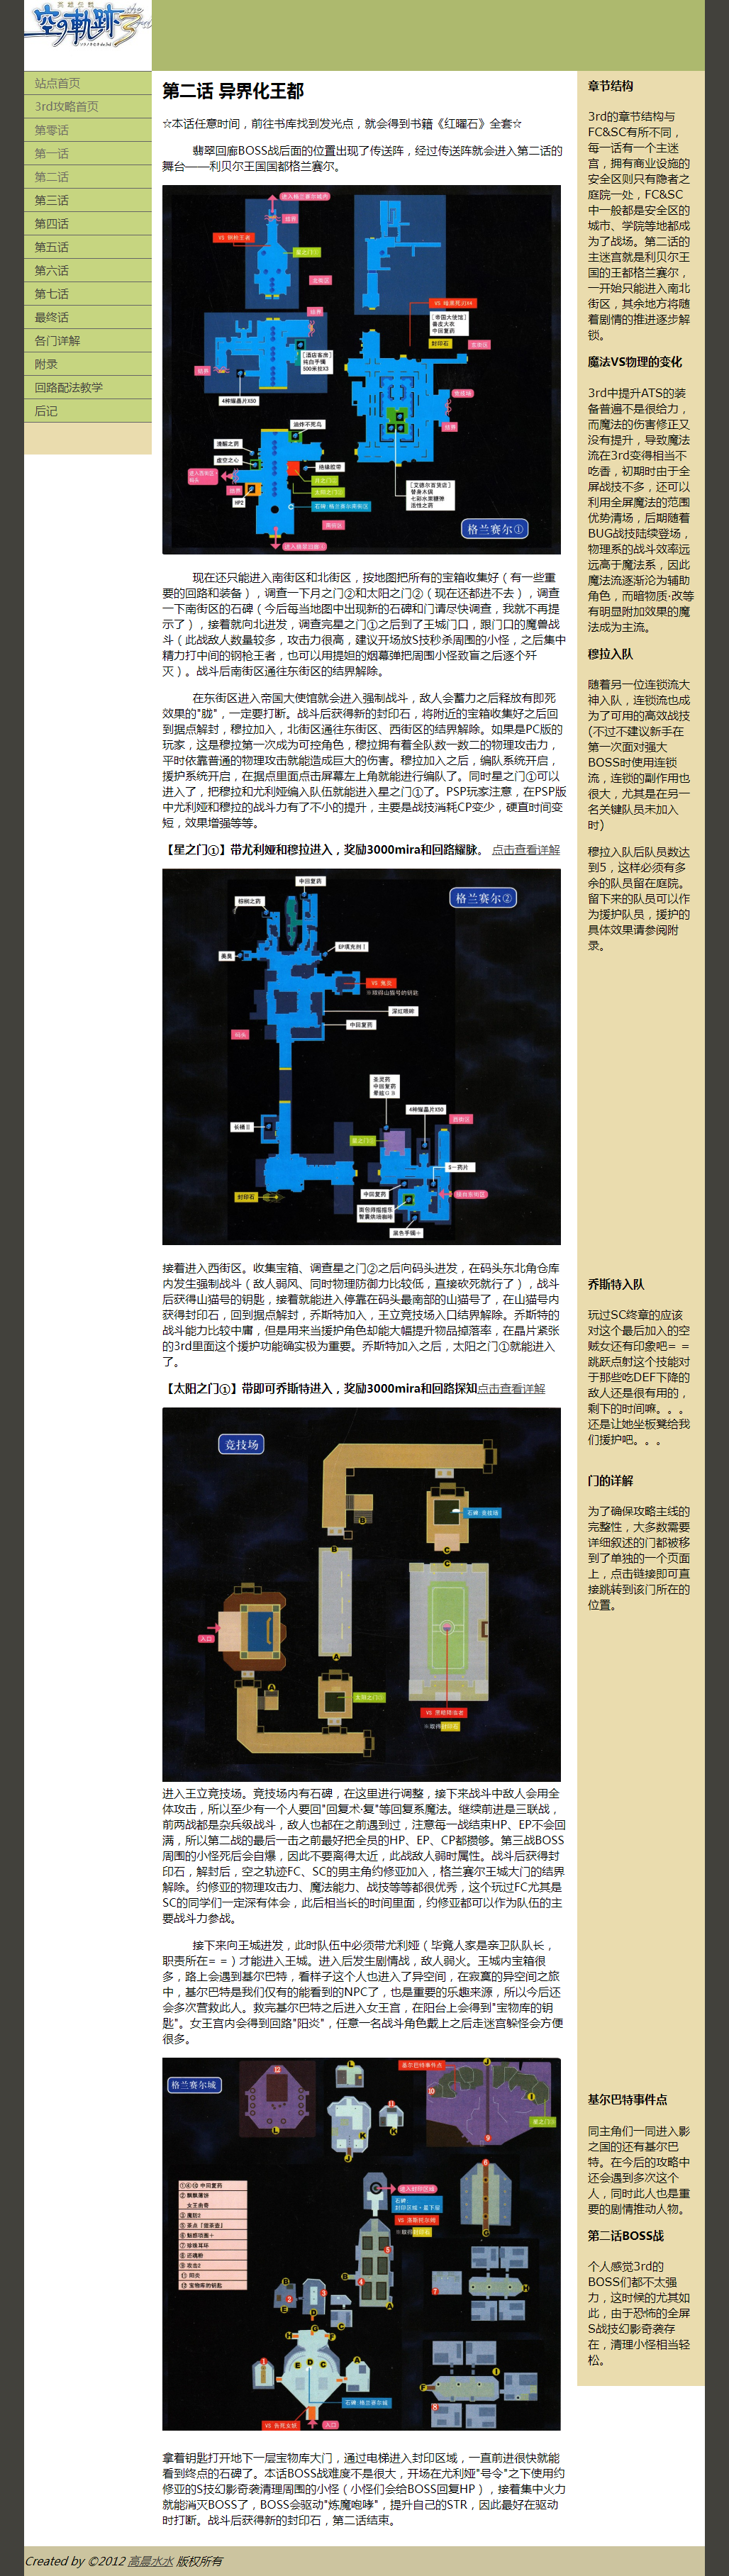 空の軌跡
the 3rd
站点首页
3rd攻略首页
第零话
第一话
第二话
第三话
第四话
第五话
第六话
第七话
最终话
各门详解
附录
回路配法教学
后记
第二话 异界化王都
☆本话任意时间，前往书库找到发光点，就会得到书籍《红曜石》全套☆
翡翠回廊BOSS战后面的位置出现了传送阵，经过传送阵就会进入第二话的
舞台——利贝尔王国国都格兰赛尔。
格兰赛尔①
现在还只能进入南街区和北街区，按地图把所有的宝箱收集好（有一些重
要的回路和装备），调查一下月之门②和太阳之门②（现在还都进不去），调查
一下南街区的石碑（今后每当地图中出现新的石碑和门请尽快调查，我就不再提
示了），接着就向北进发，调查完星之门①之后到了王城门口，跟门口的魔兽战
斗（此战敌人数量较多，攻击力很高，建议开场放S技秒杀周围的小怪，之后集中
精力打中间的钢枪王者，也可以用提妲的烟幕弹把周围小怪致盲之后逐个歼
灭）。战斗后南街区通往东街区的结界解除。
在东街区进入帝国大使馆就会进入强制战斗，敌人会蓄力之后释放有即死
效果的"胧"，一定要打断。战斗后获得新的封印石，将附近的宝箱收集好之后回
到据点解封，穆拉加入，北街区通往东街区、西街区的结界解除。如果是PC版的
玩家，这是穆拉第一次成为可控角色，穆拉拥有着全队数一数二的物理攻击力，
平时依靠普通的物理攻击就能造成巨大的伤害。穆拉加入之后，编队系统开启，
援护系统开启，在据点里面点击屏幕左上角就能进行编队了。同时星之门①可以
进入了，把穆拉和尤利娅编入队伍就能进入星之门①了。PSP玩家注意，在PSP版
中尤利娅和穆拉的战斗力有了不小的提升，主要是战技消耗CP变少，硬直时间变
短，效果增强等等。
【星之门①】带尤利娅和穆拉进入，奖励3000mira和回路耀脉。 点击查看详解
格兰赛尔②
接着进入西街区。收集宝箱、调查星之门②之后向码头进发，在码头东北角仓库
内发生强制战斗（敌人弱风、同时物理防御力比较低，直接砍死就行了），战斗
后获得山猫号的钥匙，接着就能进入停靠在码头最南部的山猫号了，在山猫号内
获得封印石，回到据点解封，乔斯特加入，王立竞技场入口结界解除。乔斯特的
战斗能力比较中庸，但是用来当援护角色却能大幅提升物品掉落率，在晶片紧张
的3rd里面这个援护功能确实极为重要。乔斯特加入之后，太阳之门①就能进入
了。
【太阳之门①】带即可乔斯特进入，奖励3000mira和回路探知点击查看详解
竞技场
进入王立竞技场。竞技场内有石碑，在这里进行调整，接下来战斗中敌人会用全
体攻击，所以至少有一个人要回"回复术·复"等回复系魔法。继续前进是三联战，
前两战都是杂兵级战斗，敌人也都在之前遇到过，注意每一战结束HP、EP不会回
满，所以第二战的最后一击之前最好把全员的HP、EP、CP都攒够。第三战BOSS
周围的小怪死后会自爆，因此不要离得太近，此战敌人弱时属性。战斗后获得封
印石，解封后，空之轨迹FC、SC的男主角约修亚加入，格兰赛尔王城大门的结界
解除。约修亚的物理攻击力、魔法能力、战技等等都很优秀，这个玩过FC尤其是
SC的同学们一定深有体会，此后相当长的时间里面，约修亚都可以作为队伍的主
要战斗力参战。
接下来向王城进发，此时队伍中必须带尤利娅（毕竟人家是亲卫队队长，
职责所在= =）才能进入王城。进入后发生剧情战，敌人弱火。王城内宝箱很
多，路上会遇到基尔巴特，看样子这个人也进入了异空间，在寂寞的异空间之旅
中，基尔巴特是我们仅有的能看到的NPC了，也是重要的乐趣来源，所以今后还
会多次营救此人。救完基尔巴特之后进入女王宫，在阳台上会得到"宝物库的钥
匙"。女王宫内会得到回路"阳炎"，任意一名战斗角色戴上之后走迷宫躲怪会方便
很多。
格兰赛尔城
拿着钥匙打开地下一层宝物库大门，通过电梯进入封印区域，一直前进很快就能
看到终点的石碑了。本话BOSS战难度不是很大，开场在尤利娅"号令"之下使用约
修亚的S技幻影奇袭清理周围的小怪（小怪们会给BOSS回复HP），接着集中火力
就能消灭BOSS了，BOSS会驱动"炼魔咆哮"，提升自己的STR，因此最好在驱动
时打断。战斗后获得新的封印石，第二话结束。
章节结构
3rd的章节结构与
FC&SC有所不同，
每一话有一个主迷
宫，拥有商业设施的
安全区则只有隐者之
庭院一处，FC&SC
中一般都是安全区的
城市、学院等地都成
为了战场。第二话的
主迷宫就是利贝尔王
国的王都格兰赛尔，
一开始只能进入南北
街区，其余地方将随
着剧情的推进逐步解
锁。
魔法VS物理的变化
3rd中提升ATS的装
备普遍不是很给力，
而魔法的伤害修正又
没有提升，导致魔法
流在3rd变得相当不
吃香，初期时由于全
屏战技不多，还可以
利用全屏魔法的范围
优势清场，后期随着
BUG战技陆续登场，
物理系的战斗效率远
远高于魔法系，因此
魔法流逐渐沦为辅助
角色，而暗物质·改等
有明显附加效果的魔
法成为主流。
穆拉入队
随着另一位连锁流大
神入队，连锁流也成
为了可用的高效战技
(不过不建议新手在
第一次面对强大
BOSS时使用连锁
流，连锁的副作用也
很大，尤其是在另一
名关键队员未加入
时)
穆拉入队后队员数达
到5，这样必须有多
余的队员留在庭院。
留下来的队员可以作
为援护队员，援护的
具体效果请参阅附
录。
乔斯特入队
玩过SC终章的应该
对这个最后加入的空
贼女还有印象吧= =
跳跃点射这个技能对
于那些吃DEF下降的
敌人还是很有用的，
剩下的时间嘛。。。
还是让她坐板凳给我
们援护吧。。。
门的详解
为了确保攻略主线的
完整性，大多数需要
详细叙述的门都被移
到了单独的一个页面
上，点击链接即可直
接跳转到该门所在的
位置。
基尔巴特事件点
同主角们一同进入影
之国的还有基尔巴
特。在今后的攻略中
还会遇到多次这个
人，同时此人也是重
要的剧情推动人物。
第二话BOSS战
个人感觉3rd的
BOSS们都不太强
力，这时候的尤其如
此，由于恐怖的全屏
S战技幻影奇袭存
在，清理小怪相当轻
松。
Created by ©2012 高晨水水 版权所有